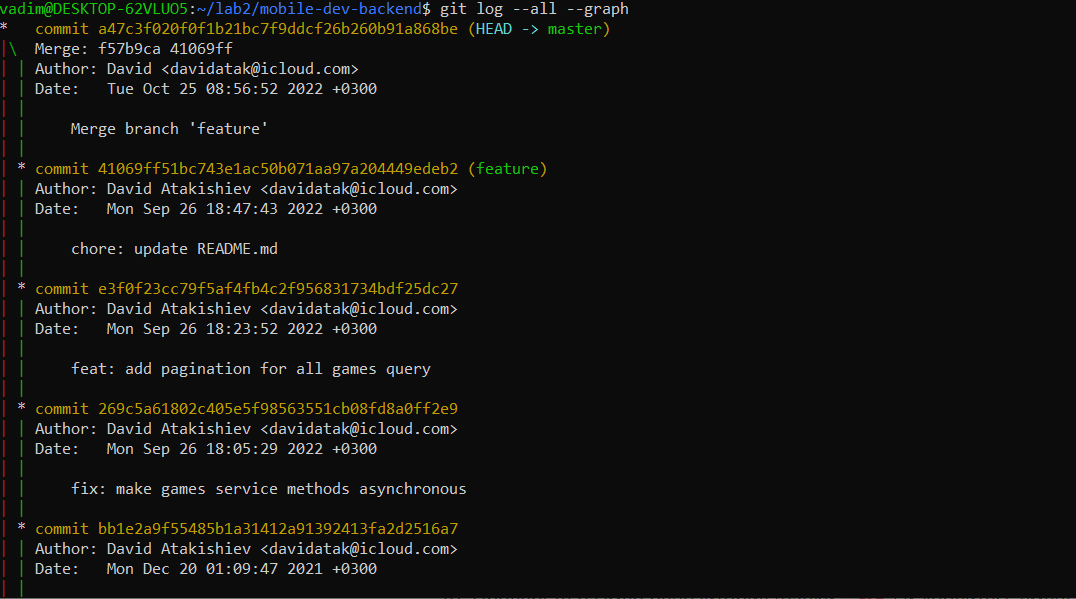 vadim@DESKTOP-62VLUO5:~/lab2/mobile-dev-backend$ git log --all --graph
*   commit a47c3f020f0f1b21bc7f9ddcf26b260b91a868be (HEAD -> master)
|\  Merge: f57b9ca 41069ff
| | Author: David <davidatak@icloud.com>
| | Date:   Tue Oct 25 08:56:52 2022 +0300
| |
| |     Merge branch 'feature'
| |
| * commit 41069ff51bc743e1ac50b071aa97a204449edeb2 (feature)
| | Author: David Atakishiev <davidatak@icloud.com>
| | Date:   Mon Sep 26 18:47:43 2022 +0300
| |
| |     chore: update README.md
| |
| * commit e3f0f23cc79f5af4fb4c2f956831734bdf25dc27
| | Author: David Atakishiev <davidatak@icloud.com>
| | Date:   Mon Sep 26 18:23:52 2022 +0300
| |
| |     feat: add pagination for all games query
| |
| * commit 269c5a61802c405e5f98563551cb08fd8a0ff2e9
| | Author: David Atakishiev <davidatak@icloud.com>
| | Date:   Mon Sep 26 18:05:29 2022 +0300
| |
| |     fix: make games service methods asynchronous
| |
| * commit bb1e2a9f55485b1a31412a91392413fa2d2516a7
| | Author: David Atakishiev <davidatak@icloud.com>
| | Date:   Mon Dec 20 01:09:47 2021 +0300
| |